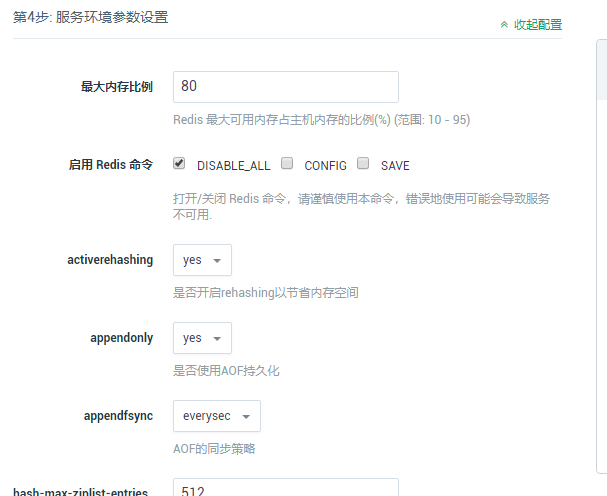 第4步: 服务环境参数设置
收起配置
最大内存比例
80
Redis 最大可用内存占主机内存的比例(%) (范围: 10 - 95)
启用 Redis 命令
DISABLE_ALL CONFIG SAVE
打开/关闭 Redis 命令，请谨慎使用本命令，错误地使用可能会导致服务
不可用.
activerehashing
yes
是否开启rehashing以节省内存空间
appendonly
yes
是否使用AOF持久化
appendfsync
everysec
AOF的同步策略
hash-max-ziplist-entries
512